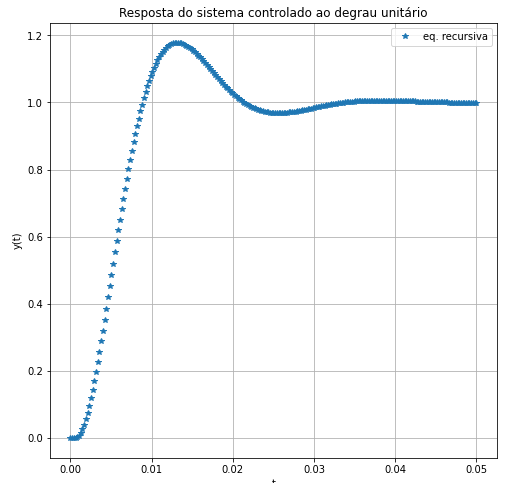 Resposta do sistema controlado ao degrau unitário
eq. recursiva
1.2
1.0
0.8
0.6
0.4
0.2
0.0
y(t)
0.00 0.01 0.02 0.03 0.04 0.05
t